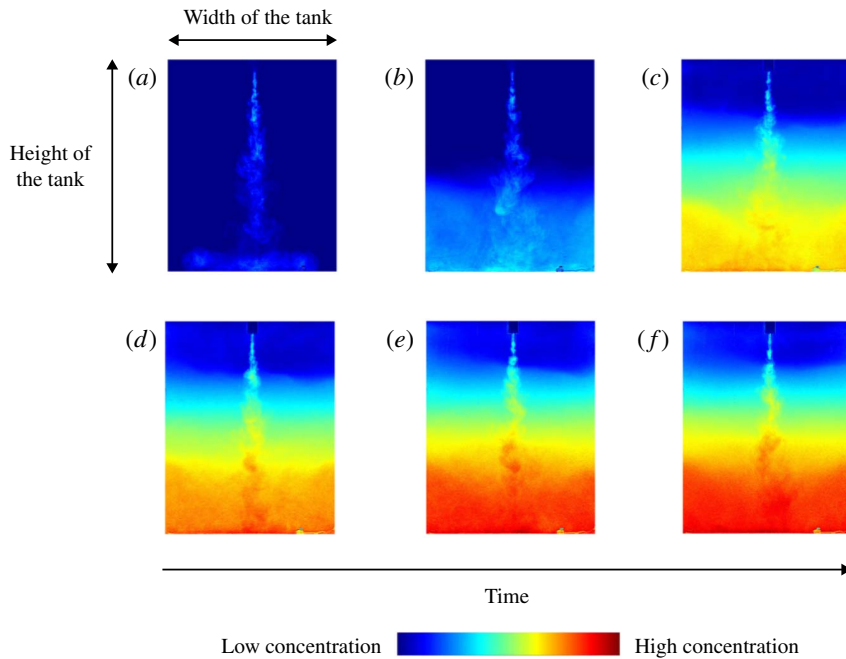 Width of the tank
(a)
(b)
(c)
Height of
the tank
(d)
(e)
(f)
Time
Low concentration
High concentration